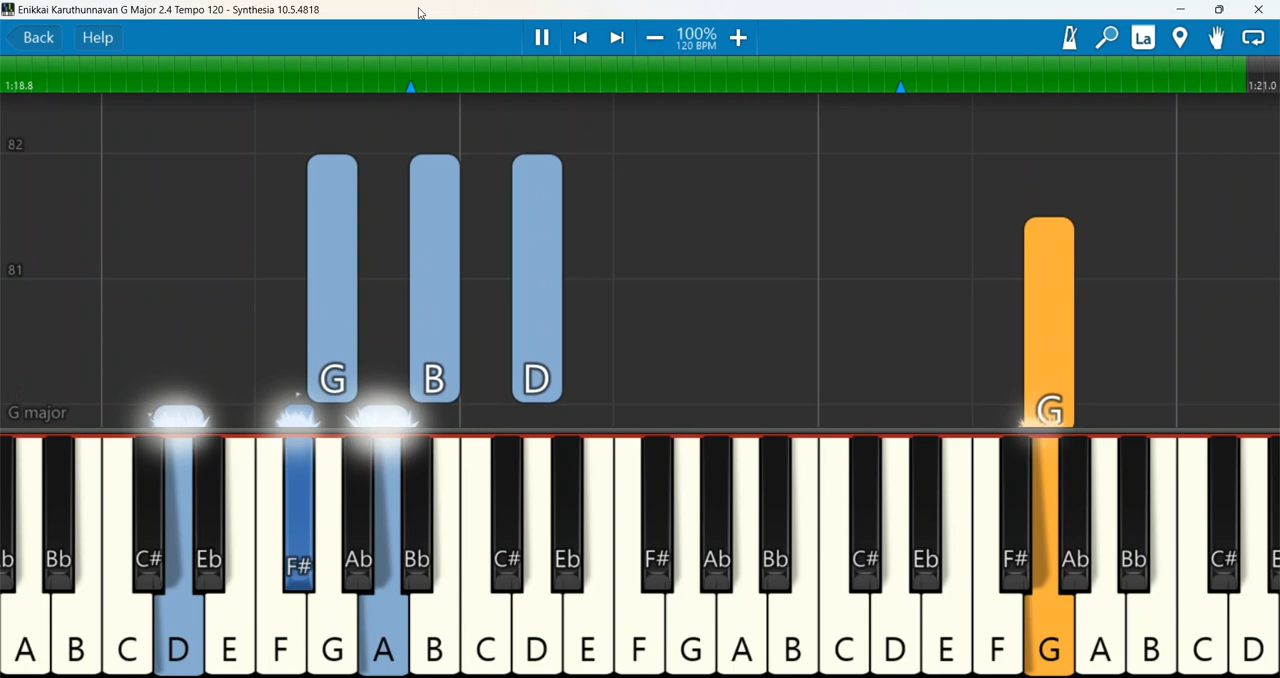 Enikkai Karuthunnavan G Major 2.4 Tempo 120 - Synthesia 10.5.4818
Back Help 100% La
120 BPM
1:18.8 1:21.0
82
81
G B D
G major G
b Bb C# Eb F# Ab Bb C# Eb F# Ab Bb C# Eb F# Ab Bb C# E
A B C D E F G A B C D E F G A B C D E F G A B C D